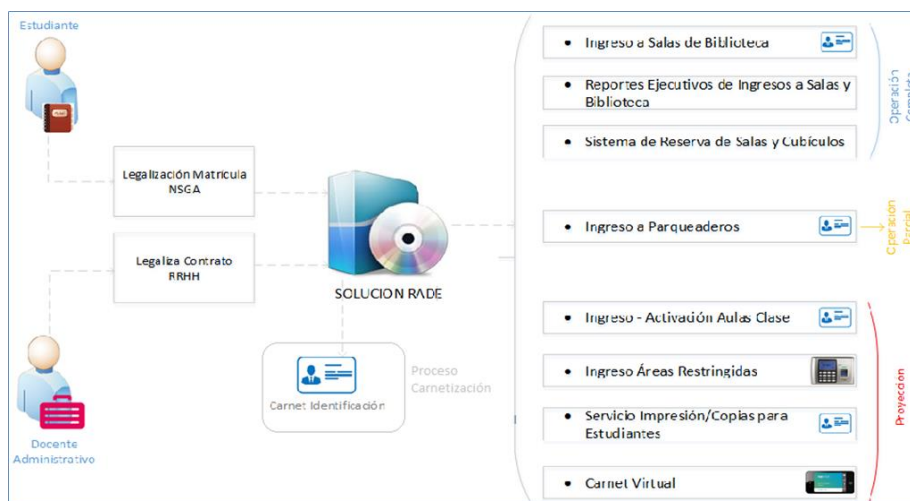 Estudiante
Legalización Matricula
NSGA
Legaliza Contrato
RRHH
Docente
Administrativo
SOLUCION RADE
Carnet Identificación
Proceso
Carnetización
Ingreso a Salas de Biblioteca
Reportes Ejecutivos de Ingresos a Salas y
Biblioteca
Sistema de Reserva de Salas y Cubículos
Operación
Completa
Ingreso a Parqueaderos
Operación
Parcial
Ingreso - Activación Aulas Clase
Ingreso Áreas Restringidas
Servicio Impresión/Copias para
Estudiantes
Carnet Virtual
Proyección